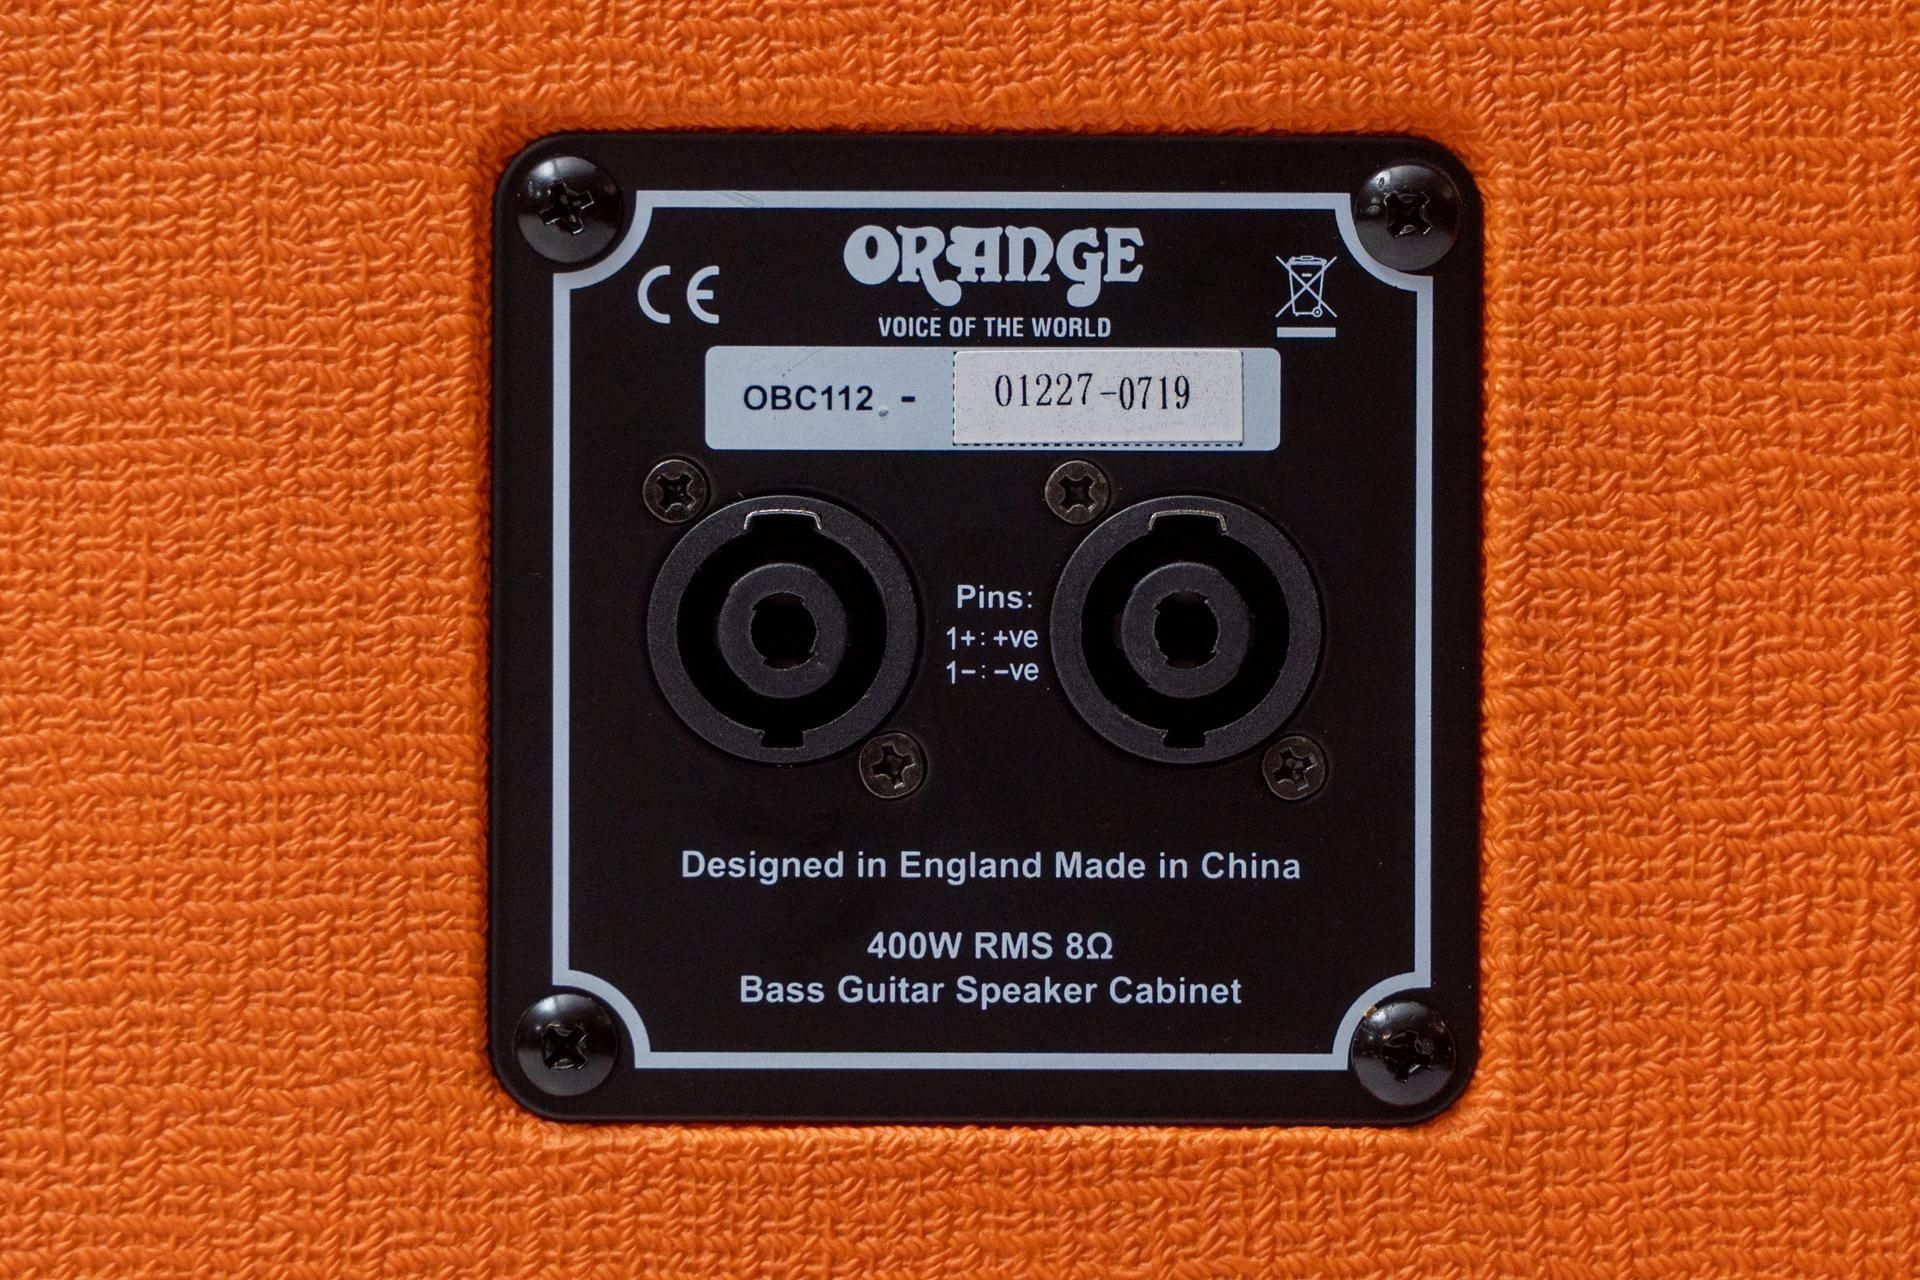 ORANGE
CE
VOICE OF THE WORLD
OBC112 - 01227-0719
Pins:
1+: +ve
1-: -ve
Designed in England Made in China
400W RMS 8Ω
Bass Guitar Speaker Cabinet